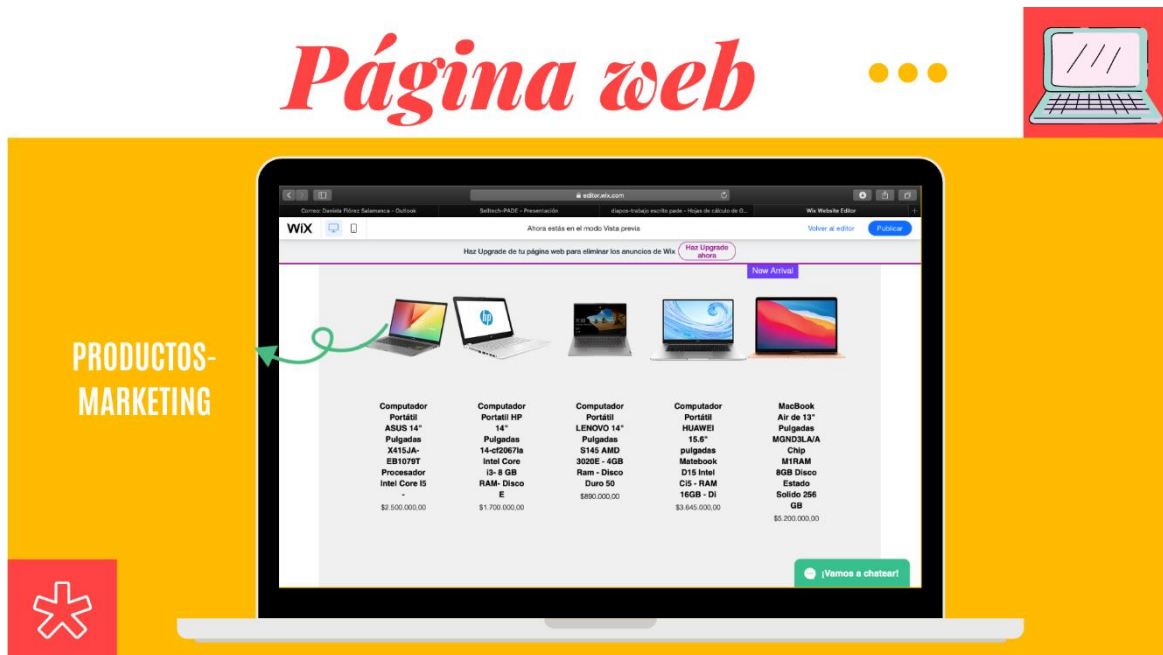 Página web
editor.wix.com
Correo: Daniela Flórez Salamanca - Outlook
Selltech-PADE - Presentación
diapos-trabajo escrito pade - Hojas de cálculo de G...
Wix Website Editor
WiX
Ahora estás en el modo Vista previa
Volver al editor
Publicar
Haz Upgrade de tu página web para eliminar los anuncios de Wix
Haz Upgrade
ahora
New Arrival
hp
PRODUCTOS-
MARKETING
Computador
Portátil
ASUS 14"
Pulgadas
X415JA-
EB1079T
Procesador
Intel Core I5
-
$2.500.000,00
Computador
Portatil HP
14"
Pulgadas
14-cf2067la
Intel Core
i3- 8 GB
RAM- Disco
E
$1.700.000,00
Computador
Portátil
LENOVO 14"
Pulgadas
S145 AMD
3020E - 4GB
Ram - Disco
Duro 50
$890.000,00
Computador
Portátil
HUAWEI
15.6"
pulgadas
Matebook
D15 Intel
Ci5 - RAM
16GB - Di
$3.645.000,00
MacBook
Air de 13"
Pulgadas
MGND3LA/A
Chip
M1RAM
8GB Disco
Estado
Solido 256
GB
$5.200.000,00
¡Vamos a chatear!